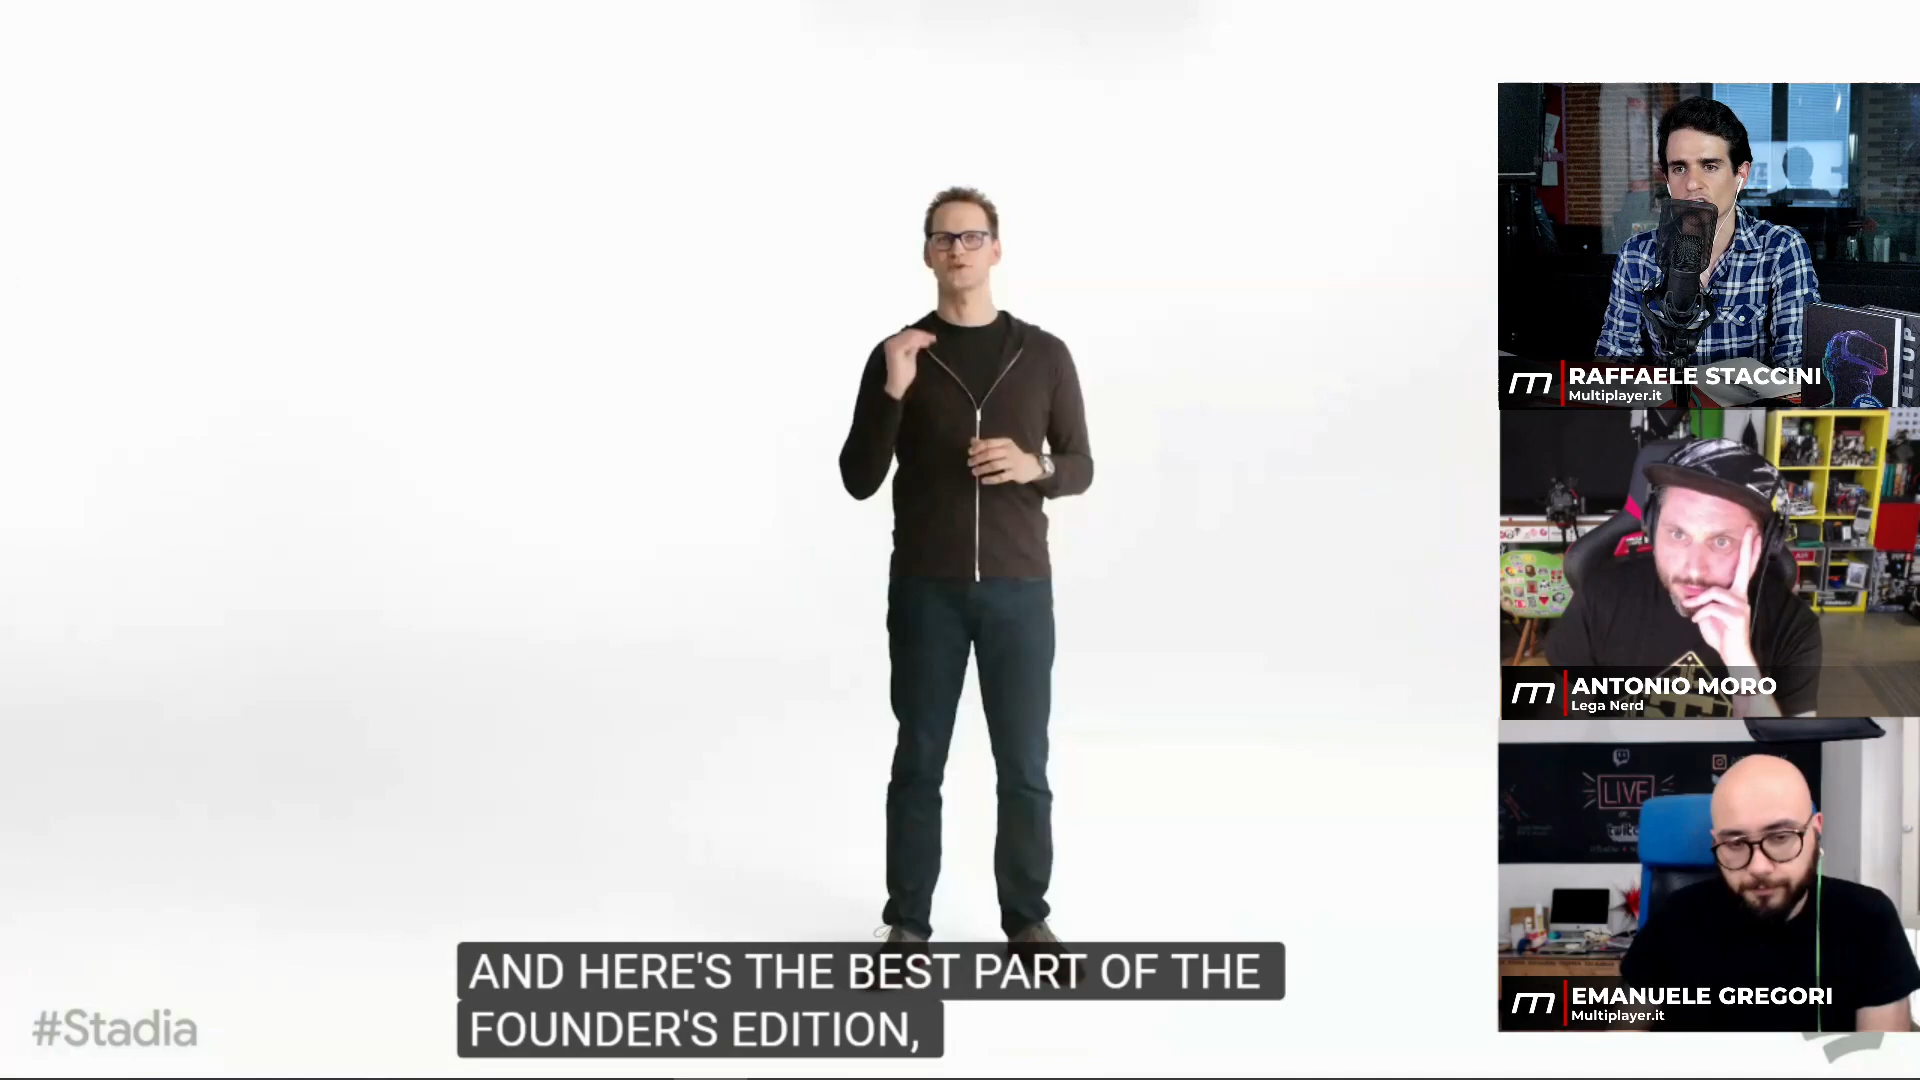 RAFFAELE STACCINI
Multiplayer.it
ANTONIO MORO
Lega Nerd
LIVE
EMANUELE GREGORI
Multiplayer.it
AND HERE'S THE BEST PART OF THE
FOUNDER'S EDITION,
#Stadia